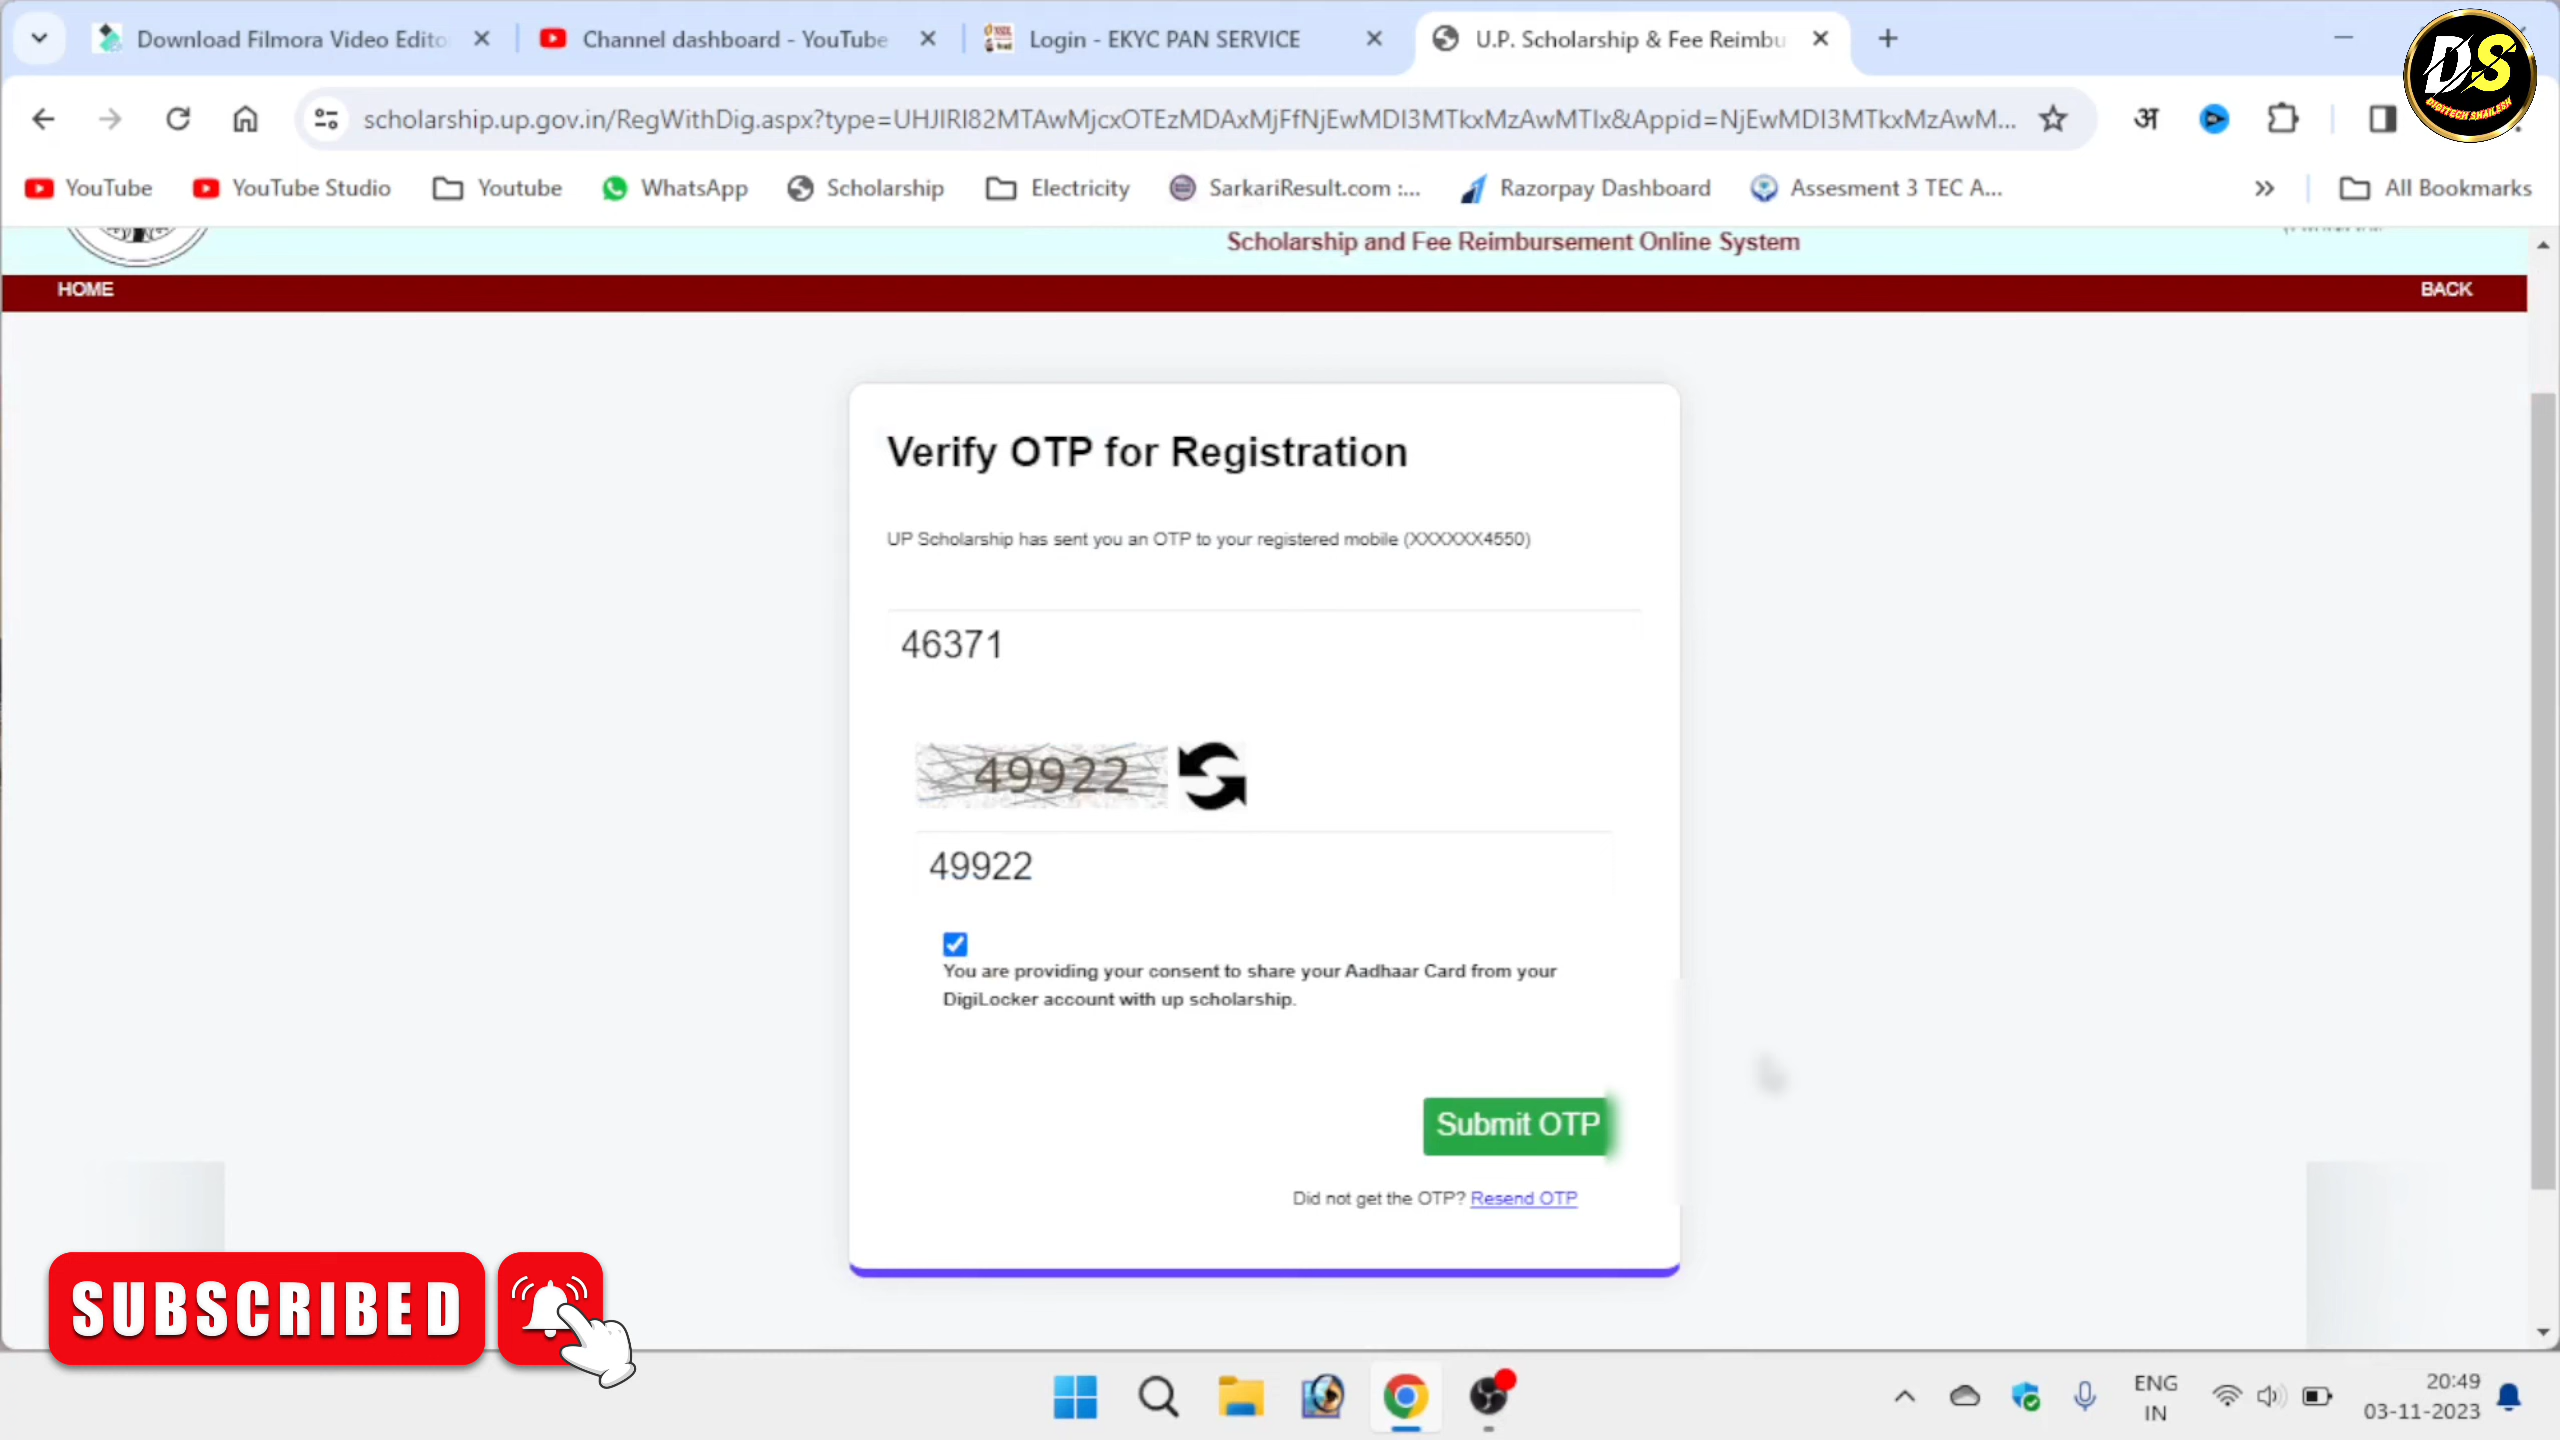 Download Filmora Video Edito
Channel dashboard - YouTube
Login - EKYC PAN SERVICE
U.P. Scholarship & Fee Reimbu
DS
DIGITECH SHAILESH
scholarship.up.gov.in/RegWithDig.aspx?type=UHJlRI82MTAwMjcxOTEzMDAxMjFfNjEwMDI3MTkxMzAwMTIx&Appid=NjEwMDI3MTkxMzAwM...
अ
YouTube
YouTube Studio
Youtube
WhatsApp
Scholarship
Electricity
SarkariResult.com :...
Razorpay Dashboard
Assesment 3 TEC A...
All Bookmarks
Scholarship and Fee Reimbursement Online System
HOME
BACK
Verify OTP for Registration
UP Scholarship has sent you an OTP to your registered mobile (XXXXXX4550)
46371
49922
49922
You are providing your consent to share your Aadhaar Card from your
DigiLocker account with up scholarship.
Submit OTP
Did not get the OTP? Resend OTP
SUBSCRIBED
ENG
IN
20:49
03-11-2023